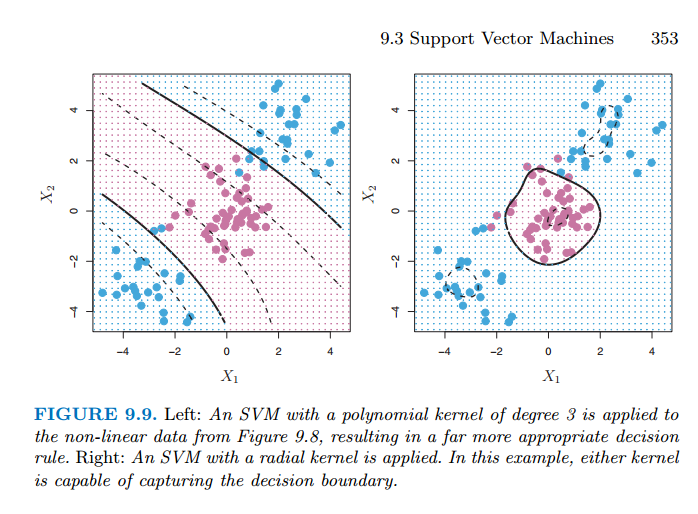 9.3 Support Vector Machines 353
4
2
0
−2
−4
X2
−4 −2 0 2 4
X1
4
2
0
−2
−4
X2
−4 −2 0 2 4
X1
FIGURE 9.9. Left: An SVM with a polynomial kernel of degree 3 is applied to
the non-linear data from Figure 9.8, resulting in a far more appropriate decision
rule. Right: An SVM with a radial kernel is applied. In this example, either kernel
is capable of capturing the decision boundary.